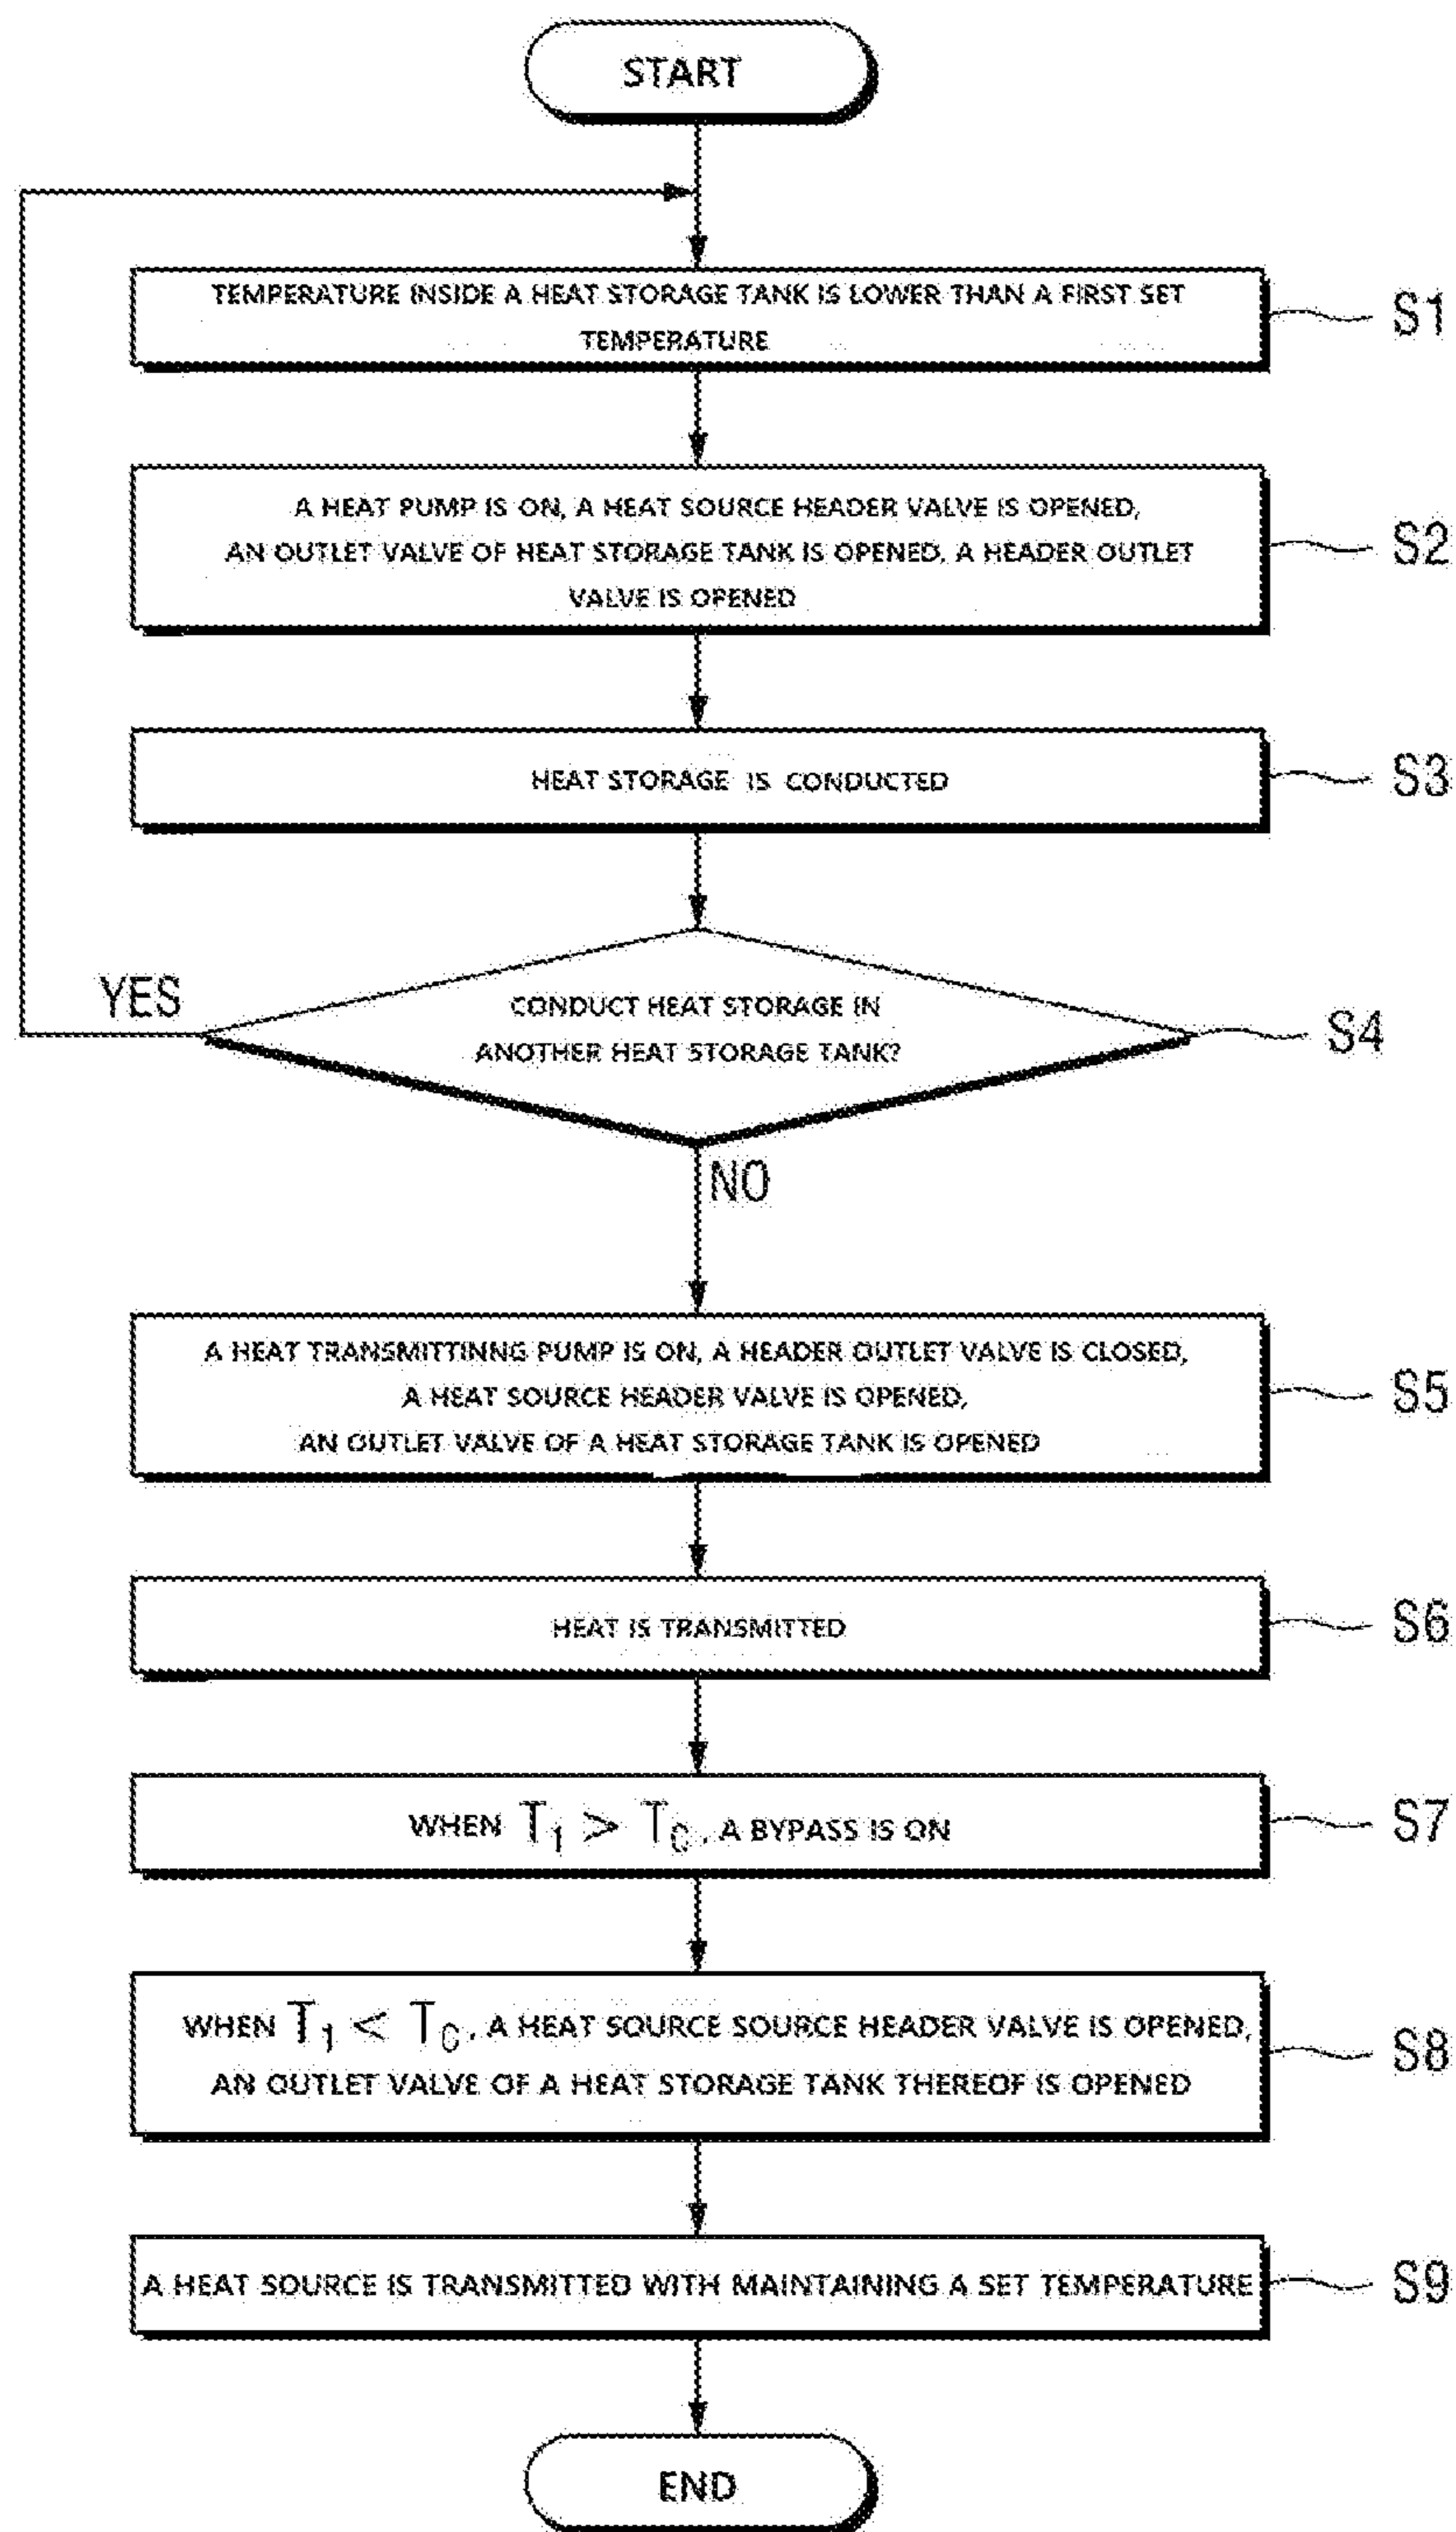 START
TEMPERATURE INSIDE A HEAT STORAGE TANK IS LOWER THAN A FIRST SET
TEMPERATURE
S1
A HEAT PUMP IS ON, A HEAT SOURCE HEADER VALVE IS OPENED,
AN OUTLET VALVE OF HEAT STORAGE TANK IS OPENED, A HEADER OUTLET
VALVE IS OPENED
S2
HEAT STORAGE IS CONDUCTED
S3
YES
CONDUCT HEAT STORAGE IN
ANOTHER HEAT STORAGE TANK?
S4
NO
A HEAT TRANSMITTINNG PUMP IS ON, A HEADER OUTLET VALVE IS CLOSED,
A HEAT SOURCE HEADER VALVE IS OPENED,
AN OUTLET VALVE OF A HEAT STORAGE TANK IS OPENED
S5
HEAT IS TRANSMITTED
S6
WHEN T₁ > T₀, A BYPASS IS ON
S7
WHEN T₁ < T₀, A HEAT SOURCE SOURCE HEADER VALVE IS OPENED,
AN OUTLET VALVE OF A HEAT STORAGE TANK THEREOF IS OPENED
S8
A HEAT SOURCE IS TRANSMITTED WITH MAINTAINING A SET TEMPERATURE
S9
END